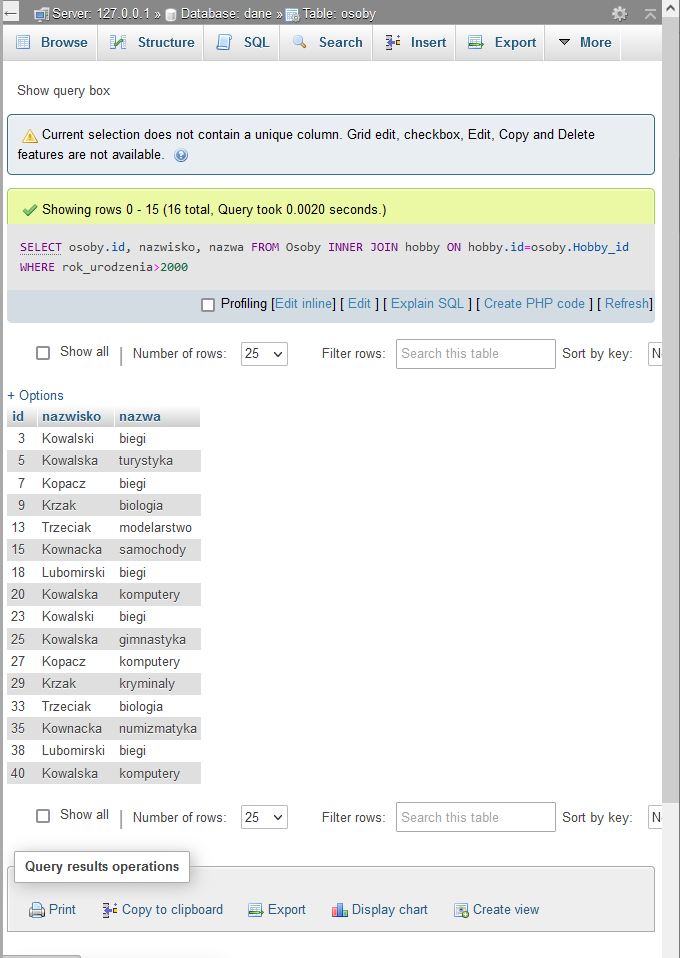 Server: 127.0.0.1 » Database: dane » Table: osoby
Browse Structure SQL Search Insert Export More
Show query box
Current selection does not contain a unique column. Grid edit, checkbox, Edit, Copy and Delete
features are not available.
Showing rows 0 - 15 (16 total, Query took 0.0020 seconds.)
SELECT osoby.id, nazwisko, nazwa FROM Osoby INNER JOIN hobby ON hobby.id=osoby.Hobby_id
WHERE rok_urodzenia>2000
Profiling [Edit inline] [ Edit ] [ Explain SQL ] [ Create PHP code ] [ Refresh]
Show all | Number of rows: 25 Filter rows: Search this table Sort by key:
+ Options
id nazwisko nazwa
3 Kowalski biegi
5 Kowalska turystyka
7 Kopacz biegi
9 Krzak biologia
13 Trzeciak modelarstwo
15 Kownacka samochody
18 Lubomirski biegi
20 Kowalska komputery
23 Kowalski biegi
25 Kowalska gimnastyka
27 Kopacz komputery
29 Krzak kryminaly
33 Trzeciak biologia
35 Kownacka numizmatyka
38 Lubomirski biegi
40 Kowalska komputery
Show all | Number of rows: 25 Filter rows: Search this table Sort by key:
Query results operations
Print Copy to clipboard Export Display chart Create view